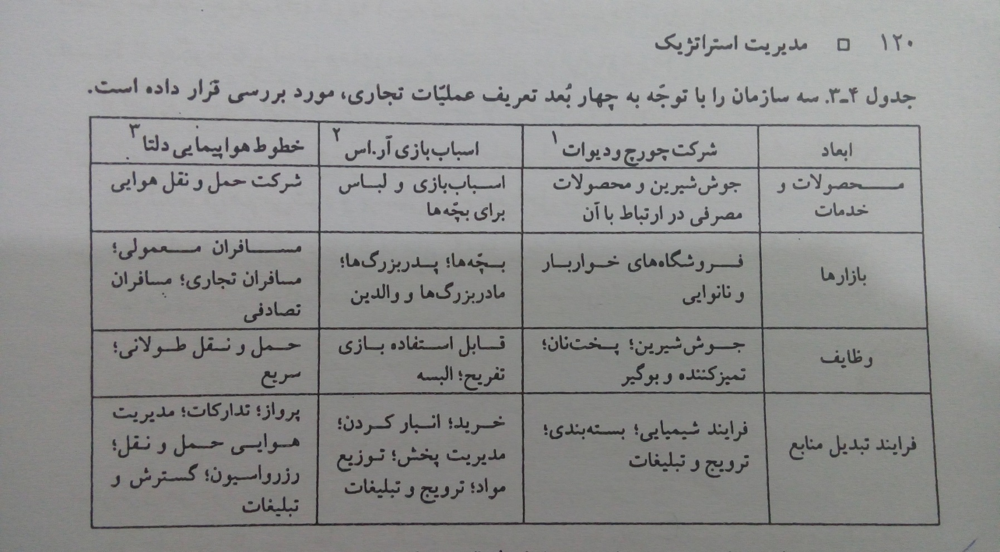 ۱۲۰ □ مدیریت استراتژیک
جدول ۴ـ۳. سه سازمان را با توجّه به چهار بُعد تعریف عملیّات تجاری، مورد بررسی قرار داده است.
ابعاد
شرکت چورچ و دیوات ۱
اسباب‌بازی آر.اس ۲
خطوط هواپیمایی دلتا ۳
محصولات و
خدمات
جوش‌شیرین و محصولات
مصرفی در ارتباط با آن
اسباب‌بازی و لباس
برای بچّه‌ها
شرکت حمل و نقل هوایی
بازارها
فروشگاه‌های خواربار
و نانوایی
بچّه‌ها؛ پدربزرگ‌ها؛
مادربزرگ‌ها و والدین
مسافران معمولی؛
مسافران تجاری؛ مسافران
تصادفی
وظایف
جوش‌شیرین؛ پخت‌نان؛
تمیزکننده و بوگیر
قابل استفاده بازی
تفریح؛ البسه
حمل و نقل طولانی؛
سریع
فرایند تبدیل منابع
فرایند شیمیایی؛ بسته‌بندی؛
ترویج و تبلیغات
خرید؛ انبار کردن؛
مدیریت پخش؛ توزیع
مواد؛ ترویج و تبلیغات
پرواز؛ تدارکات؛ مدیریت
هوایی حمل و نقل؛
رزرواسیون؛ گسترش و
تبلیغات